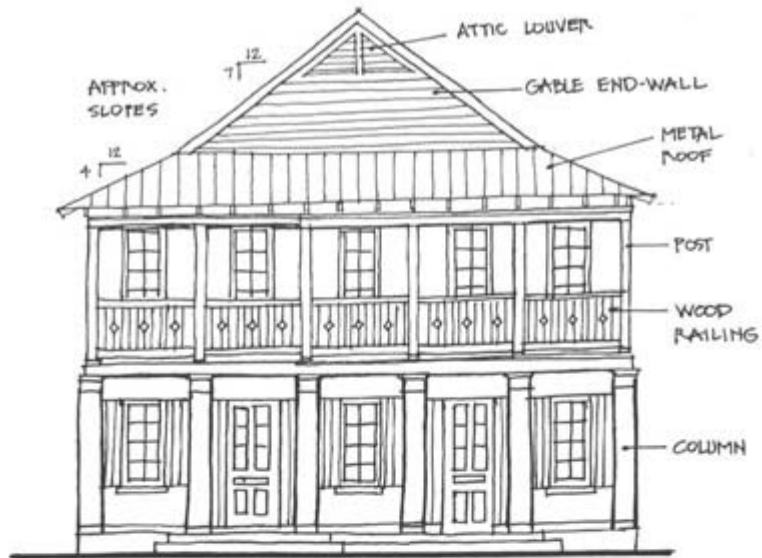 ATTIC LOUVER
12
7
APPROX.
SLOPES
GABLE END-WALL
METAL
ROOF
12
4
POST
WOOD
RAILING
COLUMN